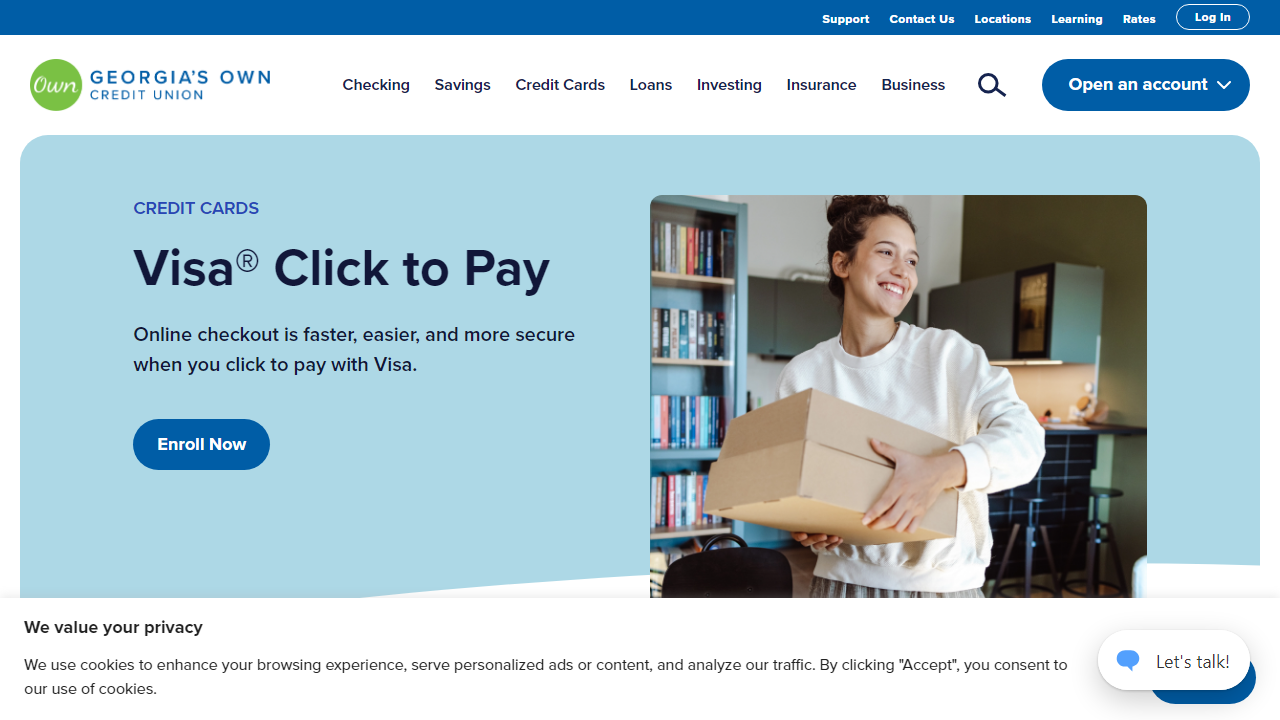 Support Contact Us Locations Learning Rates Log In
Own GEORGIA'S OWN
CREDIT UNION
Checking Savings Credit Cards Loans Investing Insurance Business Open an account
CREDIT CARDS
Visa® Click to Pay
Online checkout is faster, easier, and more secure
when you click to pay with Visa.
Enroll Now
We value your privacy
We use cookies to enhance your browsing experience, serve personalized ads or content, and analyze our traffic. By clicking "Accept", you consent to
our use of cookies.
Let's talk!